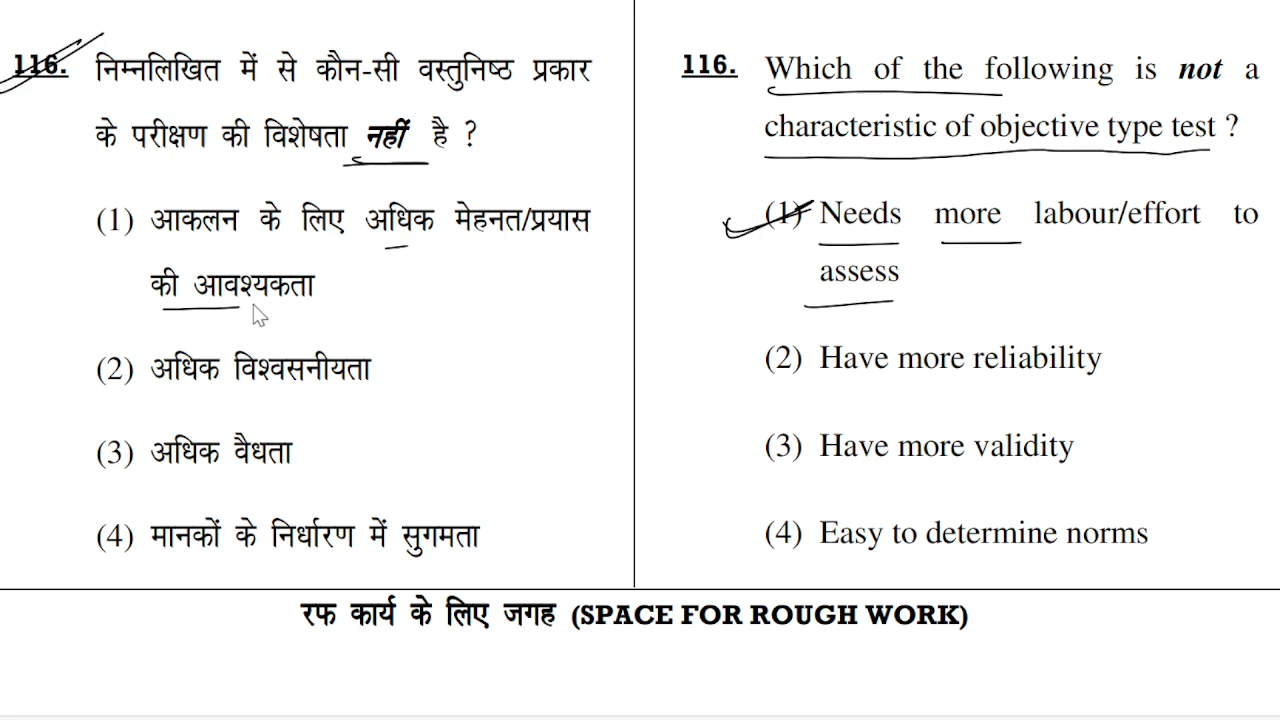 116. निम्नलिखित में से कौन-सी वस्तुनिष्ठ प्रकार
के परीक्षण की विशेषता नहीं है ?
(1) आकलन के लिए अधिक मेहनत/प्रयास
की आवश्यकता
(2) अधिक विश्वसनीयता
(3) अधिक वैधता
(4) मानकों के निर्धारण में सुगमता
116. Which of the following is not a
characteristic of objective type test ?
(1) Needs more labour/effort to
assess
(2) Have more reliability
(3) Have more validity
(4) Easy to determine norms
रफ कार्य के लिए जगह (SPACE FOR ROUGH WORK)